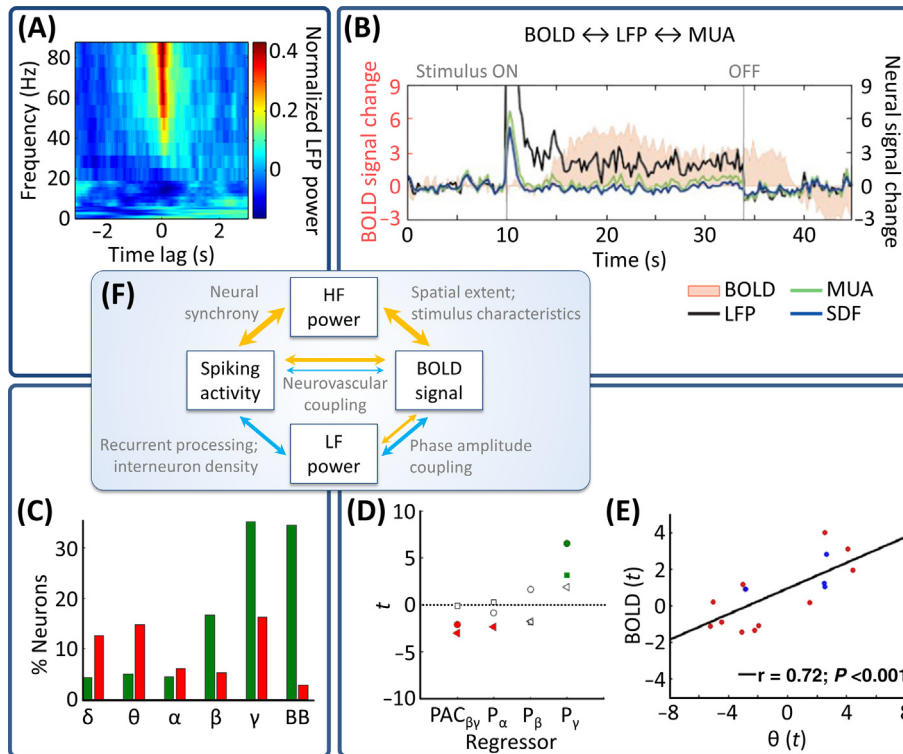 (A)
Frequency (Hz)
80
60
40
20
0
−2
0
2
Time lag (s)
0.4
0.2
0
Normalized LFP power
(B)
BOLD ↔ LFP ↔ MUA
Stimulus ON
OFF
BOLD signal change
9
6
3
0
−3
9
6
3
0
−3
Neural signal change
0
10
20
30
40
Time (s)
BOLD
MUA
LFP
SDF
(F)
Neural synchrony
HF power
Spatial extent; stimulus characteristics
Spiking activity
Neurovascular coupling
BOLD signal
Recurrent processing; interneuron density
LF power
Phase amplitude coupling
(C)
% Neurons
30
20
10
0
δ
θ
α
β
γ
BB
(D)
t
10
5
0
−5
−10
PACβγ
Pα
Pβ
Pγ
Regressor
(E)
BOLD (t)
4
2
0
−2
−4
r = 0.72; P <0.001
−8
−4
0
4
8
θ (t)